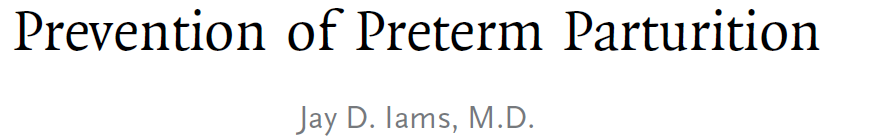 Prevention of Preterm Parturition
Jay D. Iams, M.D.